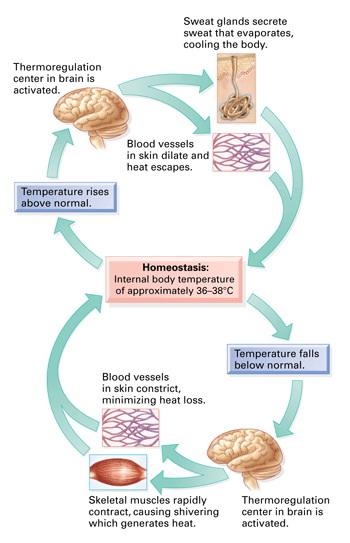 Sweat glands secrete
sweat that evaporates,
cooling the body.
Thermoregulation
center in brain is
activated.
Blood vessels
in skin dilate and
heat escapes.
Temperature rises
above normal.
Homeostasis:
Internal body temperature
of approximately 36–38°C
Temperature falls
below normal.
Blood vessels
in skin constrict,
minimizing heat loss.
Skeletal muscles rapidly
contract, causing shivering
which generates heat.
Thermoregulation
center in brain is
activated.